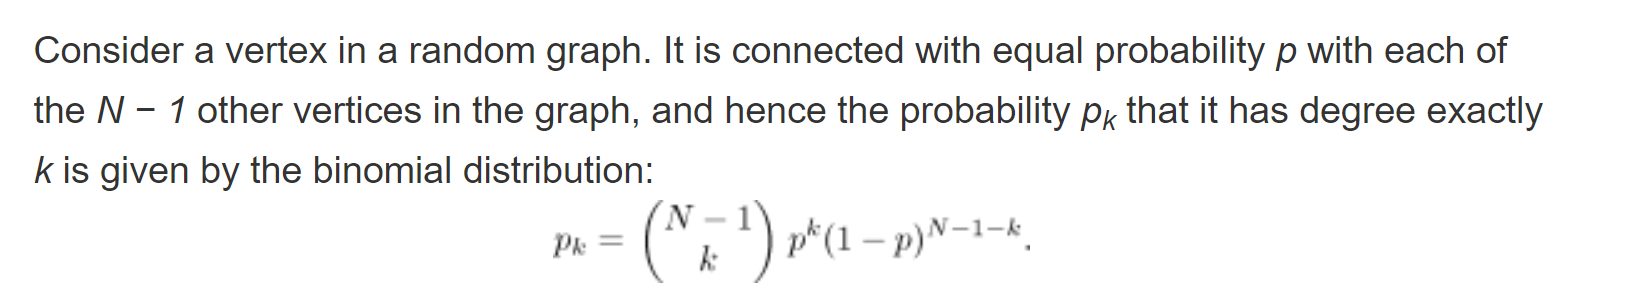 Consider a vertex in a random graph. It is connected with equal probability p with each of
the N − 1 other vertices in the graph, and hence the probability pₖ that it has degree exactly
k is given by the binomial distribution:
pₖ = \binom{N − 1}{k} p^k (1 − p)^{N−1−k}.